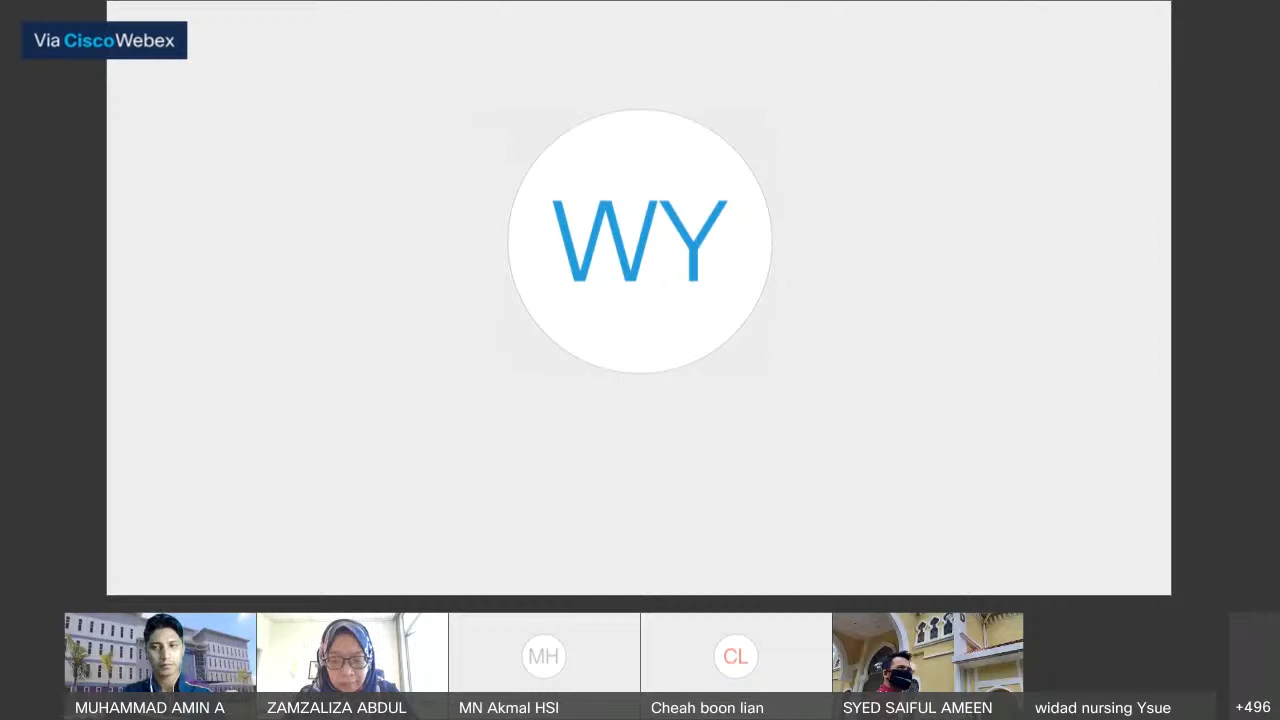 Via CiscoWebex
WY
MH
CL
MUHAMMAD AMIN A
ZAMZALIZA ABDUL
MN Akmal HSI
Cheah boon lian
SYED SAIFUL AMEEN
widad nursing Ysue
+496